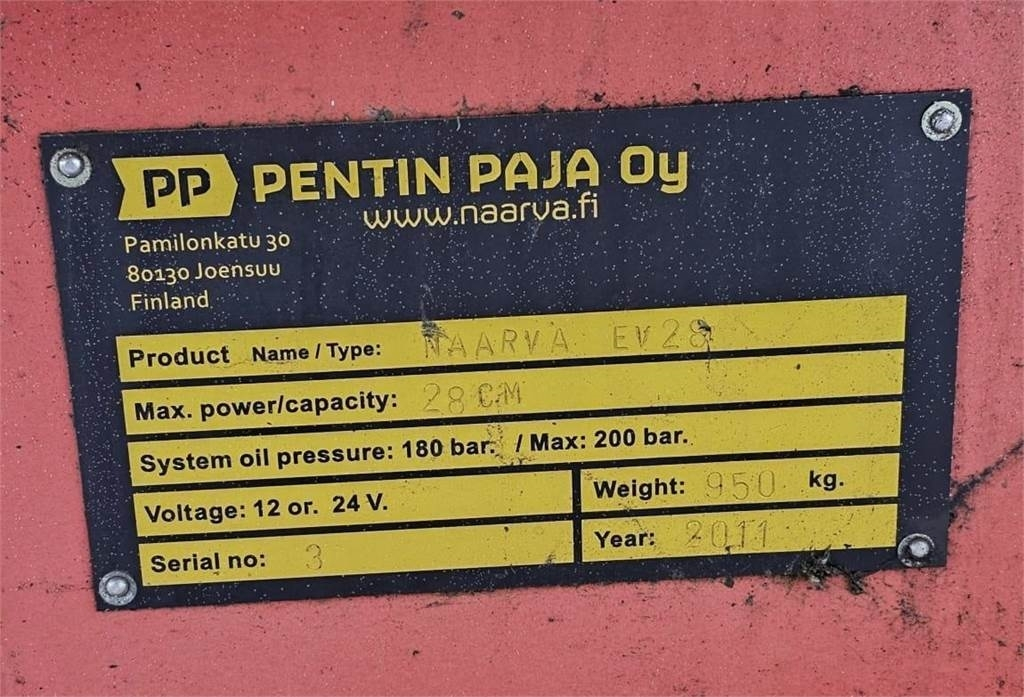 PP PENTIN PAJA Oy
www.naarva.fi
Pamilonkatu 30
80130 Joensuu
Finland
Product Name / Type: NAARVA EV28
Max. power/capacity: 28CM
System oil pressure: 180 bar. / Max: 200 bar.
Voltage: 12 or. 24 V.
Weight: 950 kg.
Serial no: 3
Year: 2011